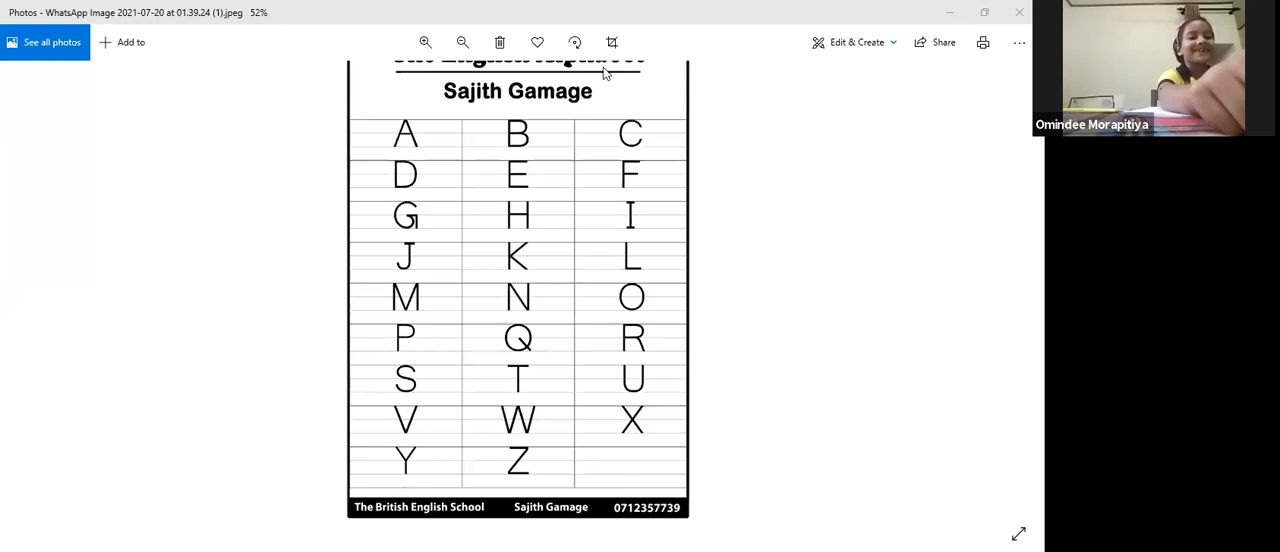 Photos - WhatsApp Image 2021-07-20 at 01.39.24 (1).jpeg 52%
See all photos
Add to
Edit & Create
Share
Omindee Morapitiya
Sajith Gamage
A B C
D E F
G H I
J K L
M N O
P Q R
S T U
V W X
Y Z
The British English School Sajith Gamage 0712357739